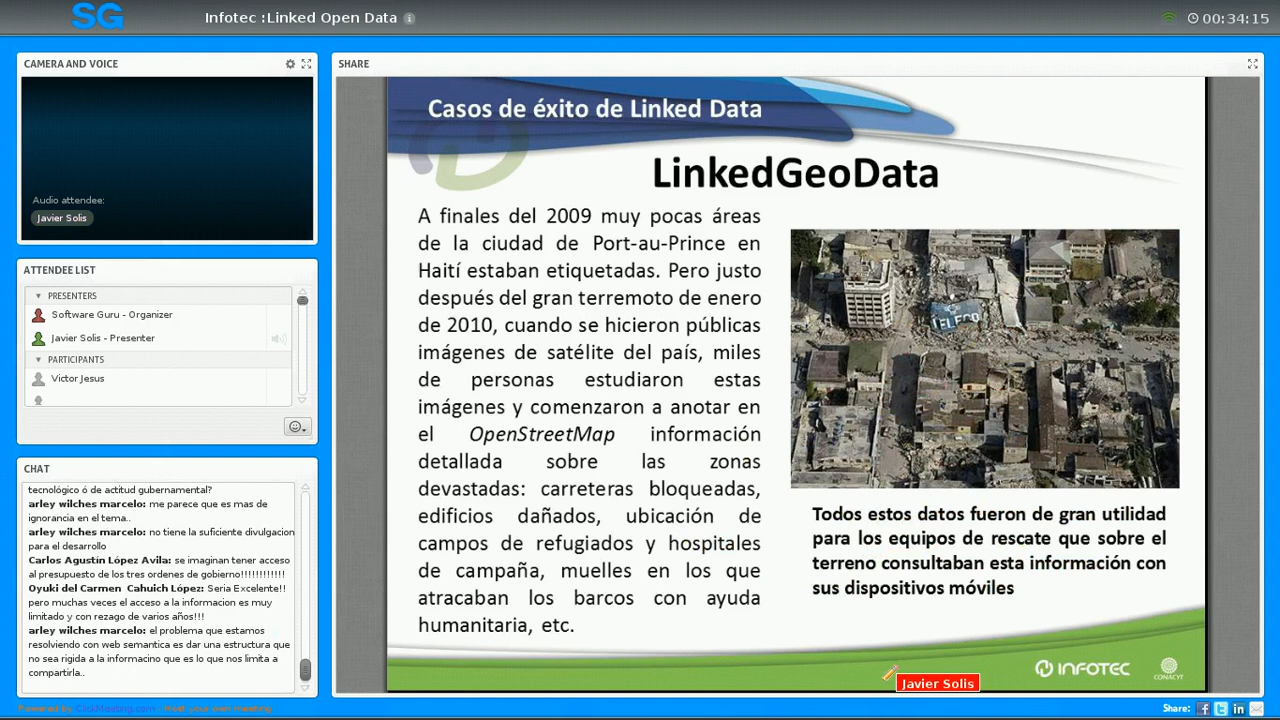 SG
Infotec :Linked Open Data
00:34:15
CAMERA AND VOICE
Audio attendee:
Javier Solis
ATTENDEE LIST
PRESENTERS
Software Guru - Organizer
Javier Solis - Presenter
PARTICIPANTS
Victor Jesus
CHAT
tecnológico ó de actitud gubernamental?
arley wilches marcelo: me parece que es mas de
ignorancia en el tema..
arley wilches marcelo: no tiene la suficiente divulgacion
para el desarrollo
Carlos Agustín López Avila: se imaginan tener acceso
al presupuesto de los tres ordenes de gobierno!!!!!!!!!!!!
Oyuki del Carmen Cahuich López: Seria Excelente!!
pero muchas veces el acceso a la informacion es muy
limitado y con rezago de varios años!!!
arley wilches marcelo: el problema que estamos
resolviendo con web semantica es dar una estructura que
no sea rigida a la informacino que es lo que nos limita a
compartirla..
SHARE
Casos de éxito de Linked Data
LinkedGeoData
A finales del 2009 muy pocas áreas
de la ciudad de Port-au-Prince en
Haití estaban etiquetadas. Pero justo
después del gran terremoto de enero
de 2010, cuando se hicieron públicas
imágenes de satélite del país, miles
de personas estudiaron estas
imágenes y comenzaron a anotar en
el OpenStreetMap información
detallada sobre las zonas
devastadas: carreteras bloqueadas,
edificios dañados, ubicación de
campos de refugiados y hospitales
de campaña, muelles en los que
atracaban los barcos con ayuda
humanitaria, etc.
TELECO
Todos estos datos fueron de gran utilidad
para los equipos de rescate que sobre el
terreno consultaban esta información con
sus dispositivos móviles
INFOTEC
CONACYT
Javier Solis
Powered by ClickMeeting.com . Host your own meeting
Share: